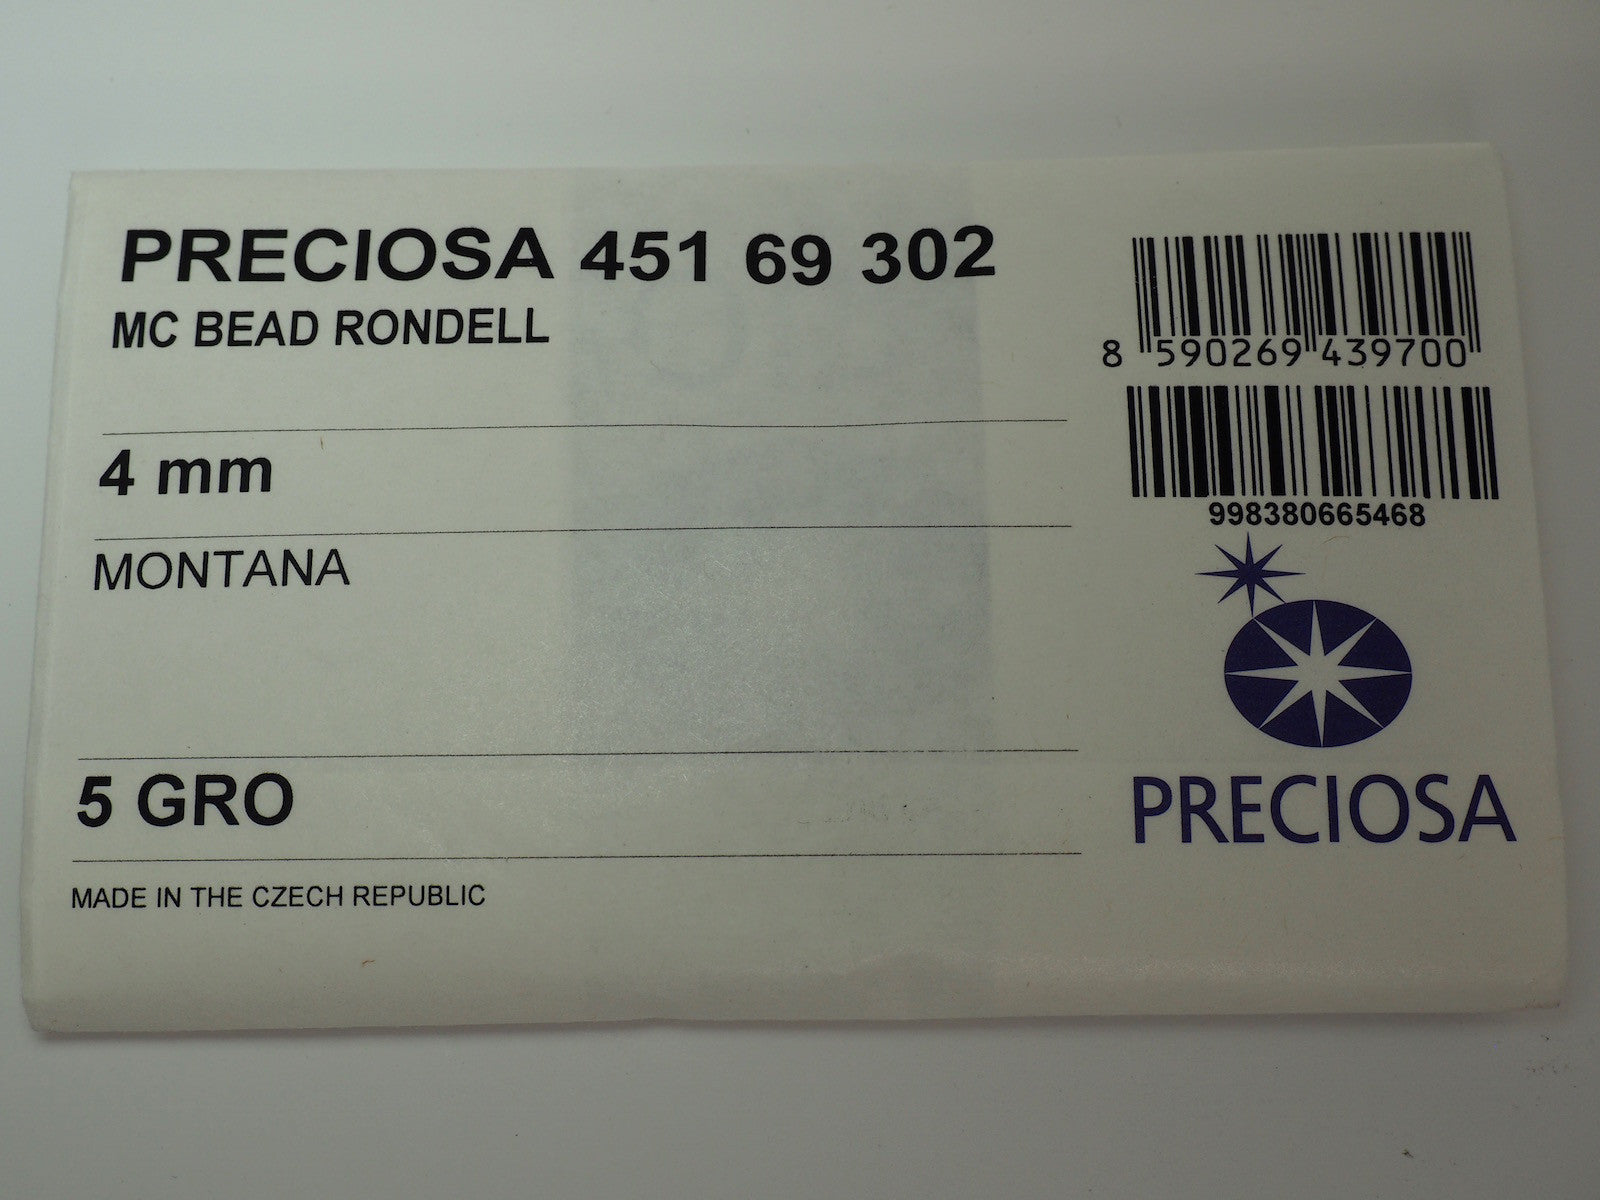 PRECIOSA 451 69 302
MC BEAD RONDELL
4 mm
MONTANA
5 GRO
MADE IN THE CZECH REPUBLIC
8 590269 439700
998380665468
PRECIOSA